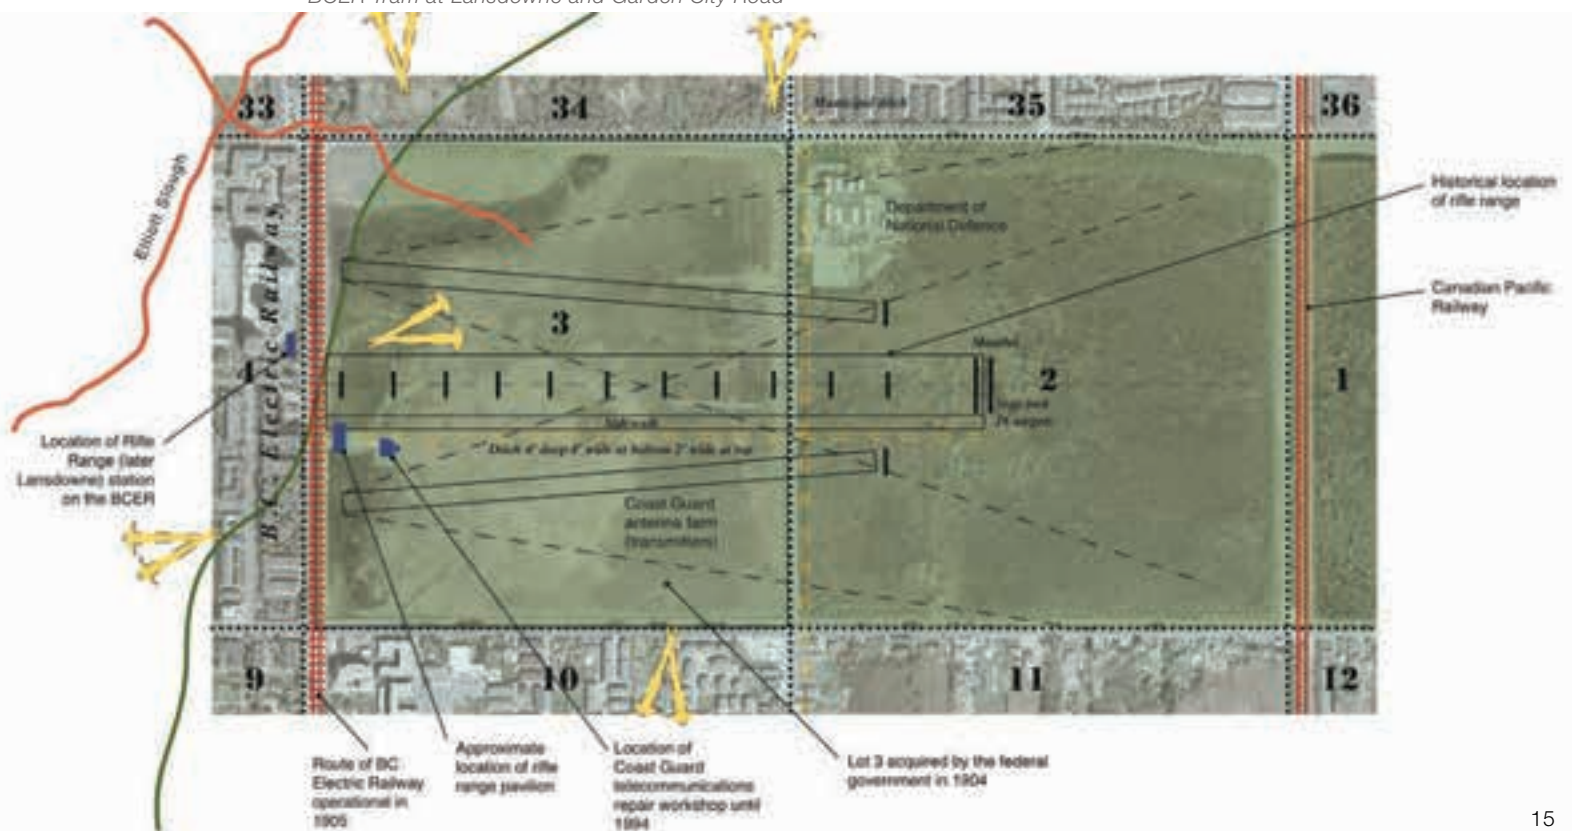 BCER Tram at Lansdowne and Garden City Road
33
34
35
36
Elliott Slough
B.C. Electric Railway
Department of
National Defence
Historical location
of rifle range
Canadian Pacific
Railway
3
4
2
1
Sidewalk
Ditch 4' deep 8' wide at bottom 2' wide at top
24 targets
Coast Guard
antenna farm
(transmitters)
Location of Rifle
Range (later
Lansdowne) station
on the BCER
9
10
11
12
Route of BC
Electric Railway
operational in
1905
Approximate
location of rifle
range pavilion
Location of
Coast Guard
telecommunications
repair workshop until
1994
Lot 3 acquired by the federal
government in 1904
15